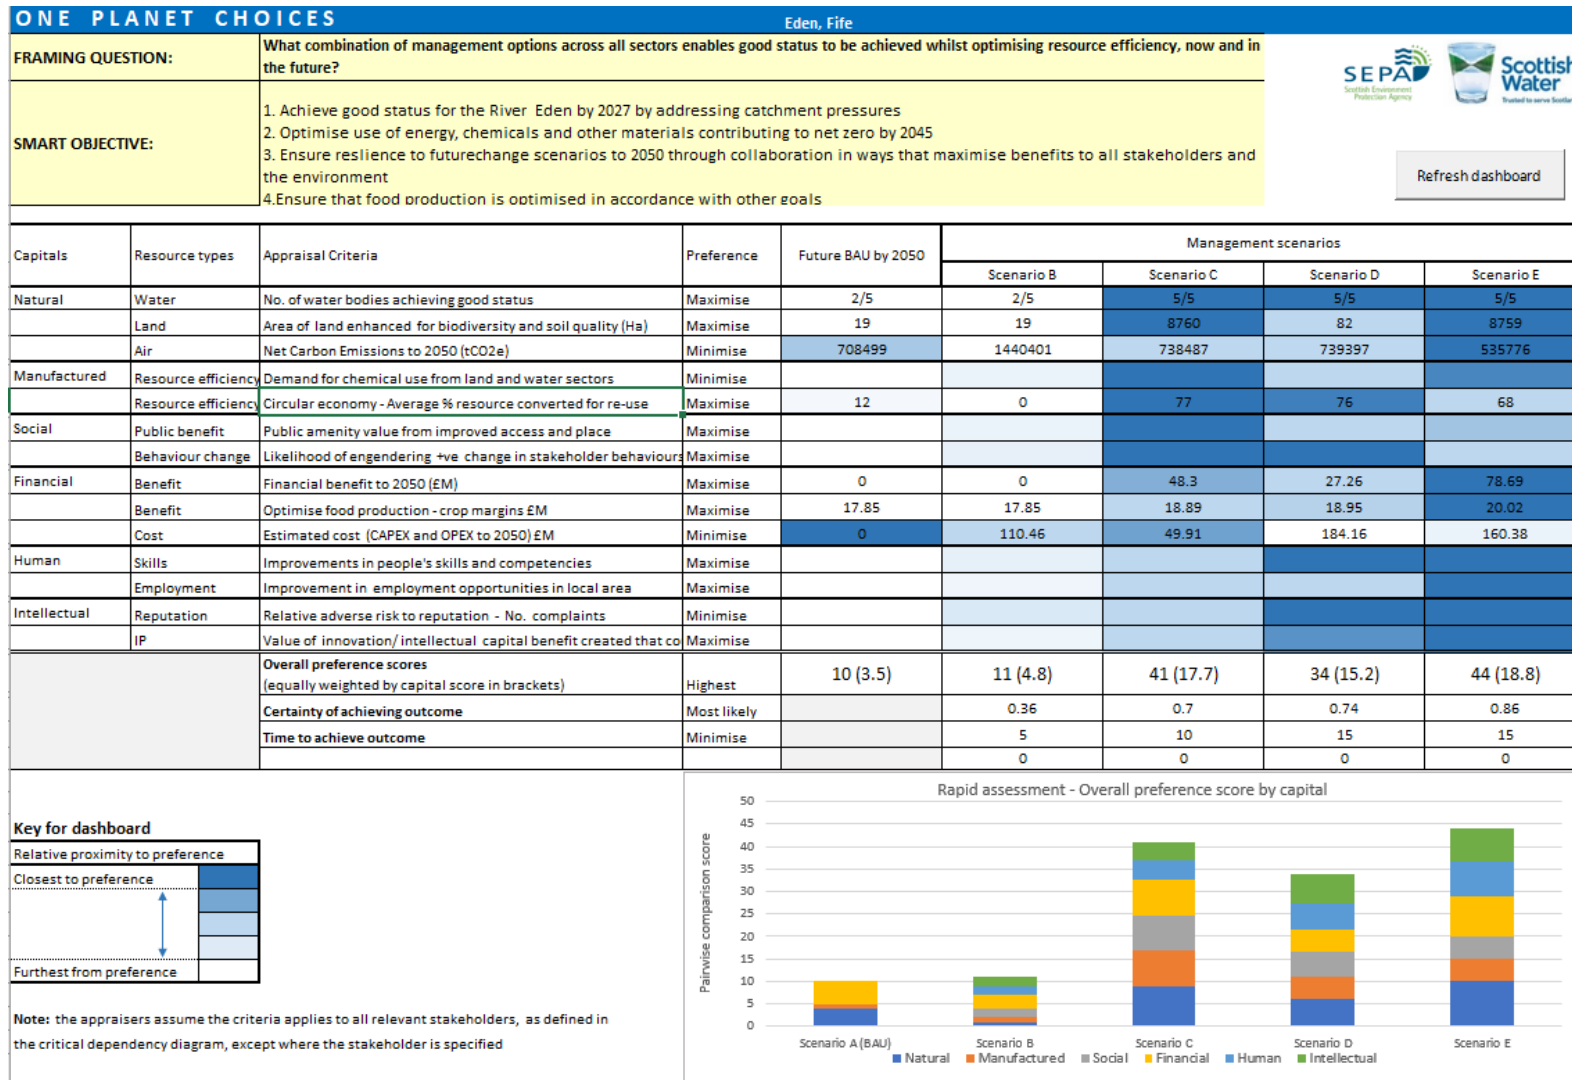 ONE PLANET CHOICES
Eden, Fife
FRAMING QUESTION:
What combination of management options across all sectors enables good status to be achieved whilst optimising resource efficiency, now and in
the future?
SEPA
Scottish Environment
Protection Agency
Scottish
Water
Trusted to serve Scotlan
SMART OBJECTIVE:
1. Achieve good status for the River Eden by 2027 by addressing catchment pressures
2. Optimise use of energy, chemicals and other materials contributing to net zero by 2045
3. Ensure reslience to futurechange scenarios to 2050 through collaboration in ways that maximise benefits to all stakeholders and
the environment
4.Ensure that food production is optimised in accordance with other goals
Refresh dashboard
Capitals Resource types Appraisal Criteria Preference Future BAU by 2050 Management scenarios
Scenario B Scenario C Scenario D Scenario E
Natural Water No. of water bodies achieving good status Maximise 2/5 2/5 5/5 5/5 5/5
Land Area of land enhanced for biodiversity and soil quality (Ha) Maximise 19 19 8760 82 8759
Air Net Carbon Emissions to 2050 (tCO2e) Minimise 708499 1440401 738487 739397 535776
Manufactured Resource efficiency Demand for chemical use from land and water sectors Minimise
Resource efficiency Circular economy - Average % resource converted for re-use Maximise 12 0 77 76 68
Social Public benefit Public amenity value from improved access and place Maximise
Behaviour change Likelihood of engendering +ve change in stakeholder behaviours Maximise
Financial Benefit Financial benefit to 2050 (£M) Maximise 0 0 48.3 27.26 78.69
Benefit Optimise food production - crop margins £M Maximise 17.85 17.85 18.89 18.95 20.02
Cost Estimated cost (CAPEX and OPEX to 2050) £M Minimise 0 110.46 49.91 184.16 160.38
Human Skills Improvements in people's skills and competencies Maximise
Employment Improvement in employment opportunities in local area Maximise
Intellectual Reputation Relative adverse risk to reputation - No. complaints Minimise
IP Value of innovation/ intellectual capital benefit created that co Maximise
Overall preference scores
(equally weighted by capital score in brackets) Highest 10 (3.5) 11 (4.8) 41 (17.7) 34 (15.2) 44 (18.8)
Certainty of achieving outcome Most likely 0.36 0.7 0.74 0.86
Time to achieve outcome Minimise 5 10 15 15
0 0 0 0
Key for dashboard
Relative proximity to preference
Closest to preference
Furthest from preference
Note: the appraisers assume the criteria applies to all relevant stakeholders, as defined in
the critical dependency diagram, except where the stakeholder is specified
Rapid assessment - Overall preference score by capital
Pairwise comparison score
50
45
40
35
30
25
20
15
10
5
0
Scenario A (BAU) Scenario B Scenario C Scenario D Scenario E
Natural Manufactured Social Financial Human Intellectual